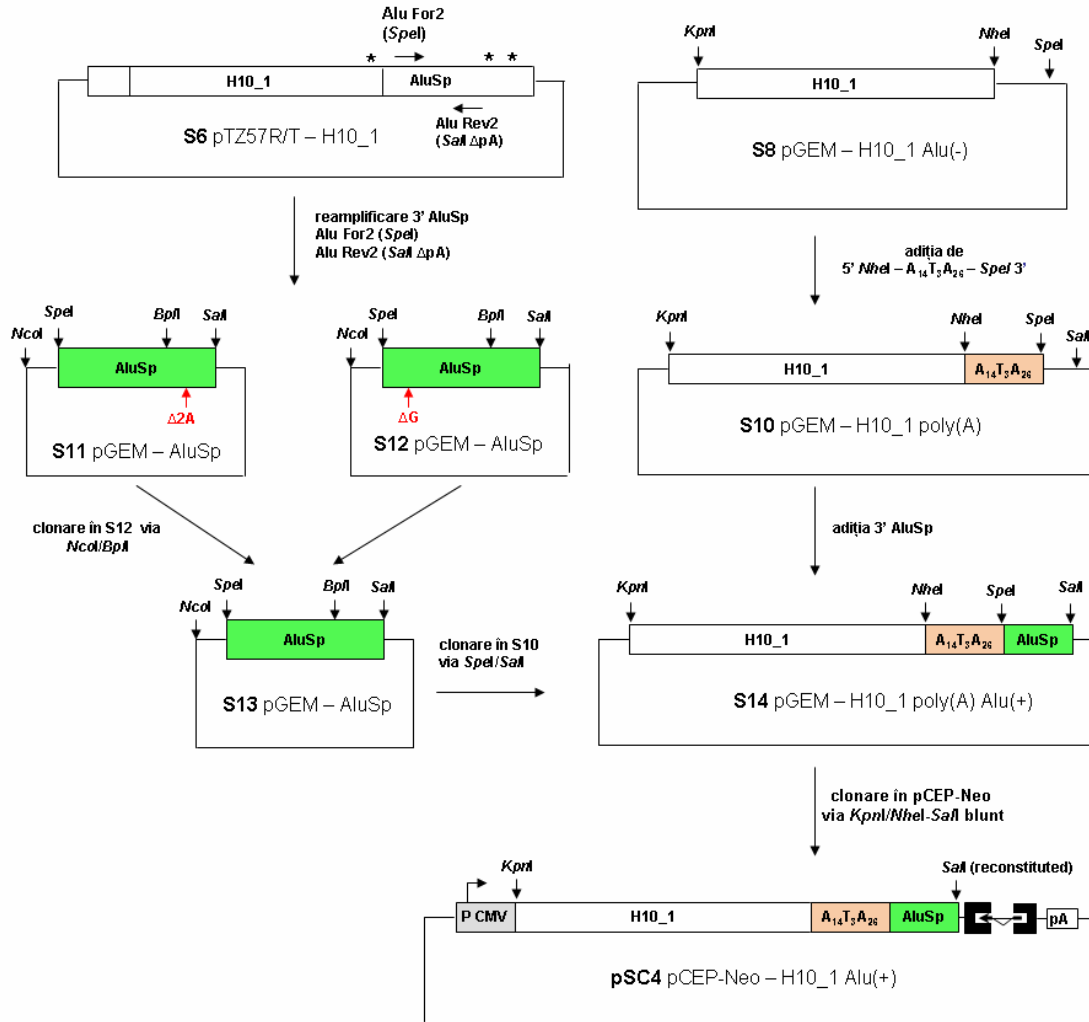 Alu For2
(SpeI)
* * *
H10_1 AluSp
Alu Rev2
(SalI ΔpA)
S6 pTZ57R/T – H10_1
KpnI NheI SpeI
H10_1
S8 pGEM – H10_1 Alu(-)
reamplificare 3' AluSp
Alu For2 (SpeI)
Alu Rev2 (SalI ΔpA)
adiția de
5' NheI – A₁₄T₃A₂₆ – SpeI 3'
NcoI SpeI BplI SalI
AluSp
Δ2A
S11 pGEM – AluSp
NcoI SpeI BplI SalI
AluSp
ΔG
S12 pGEM – AluSp
KpnI NheI SpeI SalI
H10_1 A₁₄T₃A₂₆
S10 pGEM – H10_1 poly(A)
clonare în S12 via
NcoI/BplI
adiția 3' AluSp
NcoI SpeI BplI SalI
AluSp
S13 pGEM – AluSp
clonare în S10
via SpeI/SalI
KpnI NheI SpeI SalI
H10_1 A₁₄T₃A₂₆ AluSp
S14 pGEM – H10_1 poly(A) Alu(+)
clonare în pCEP-Neo
via KpnI/NheI-SalI blunt
KpnI SalI (reconstituted)
P CMV H10_1 A₁₄T₃A₂₆ AluSp pA
pSC4 pCEP-Neo – H10_1 Alu(+)